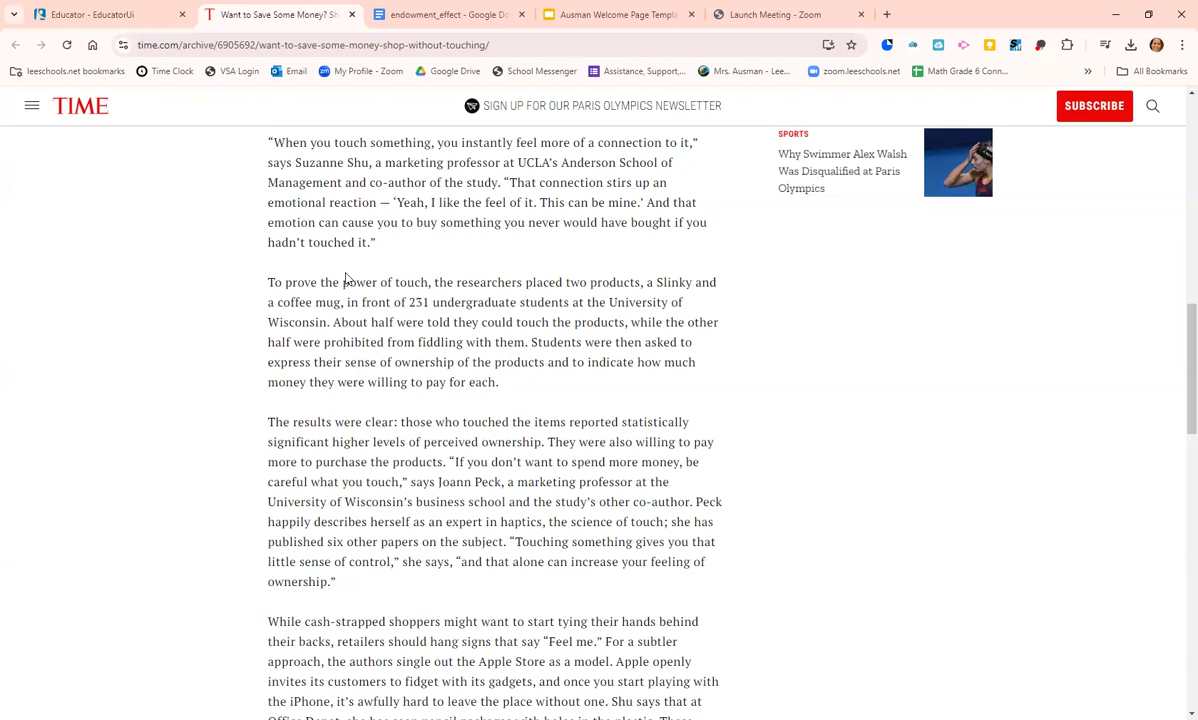 Educator - EducatorUi
Want to Save Some Money? Sh
endowment_effect - Google Do
Ausman Welcome Page Templa
Launch Meeting - Zoom
time.com/archive/6905692/want-to-save-some-money-shop-without-touching/
leeschools.net bookmarks
Time Clock
VSA Login
Email
My Profile - Zoom
Google Drive
School Messenger
Assistance, Support,...
Mrs. Ausman - Lee...
zoom.leeschools.net
Math Grade 6 Conn...
All Bookmarks
TIME
SIGN UP FOR OUR PARIS OLYMPICS NEWSLETTER
SUBSCRIBE
“When you touch something, you instantly feel more of a connection to it,”
says Suzanne Shu, a marketing professor at UCLA’s Anderson School of
Management and co-author of the study. “That connection stirs up an
emotional reaction — ‘Yeah, I like the feel of it. This can be mine.’ And that
emotion can cause you to buy something you never would have bought if you
hadn’t touched it.”
To prove the power of touch, the researchers placed two products, a Slinky and
a coffee mug, in front of 231 undergraduate students at the University of
Wisconsin. About half were told they could touch the products, while the other
half were prohibited from fiddling with them. Students were then asked to
express their sense of ownership of the products and to indicate how much
money they were willing to pay for each.
The results were clear: those who touched the items reported statistically
significant higher levels of perceived ownership. They were also willing to pay
more to purchase the products. “If you don’t want to spend more money, be
careful what you touch,” says Joann Peck, a marketing professor at the
University of Wisconsin’s business school and the study’s other co-author. Peck
happily describes herself as an expert in haptics, the science of touch; she has
published six other papers on the subject. “Touching something gives you that
little sense of control,” she says, “and that alone can increase your feeling of
ownership.”
While cash-strapped shoppers might want to start tying their hands behind
their backs, retailers should hang signs that say “Feel me.” For a subtler
approach, the authors single out the Apple Store as a model. Apple openly
invites its customers to fidget with its gadgets, and once you start playing with
the iPhone, it’s awfully hard to leave the place without one. Shu says that at
Office Depot, she has seen pencil packages with holes in the plastic. These
SPORTS
Why Swimmer Alex Walsh
Was Disqualified at Paris
Olympics